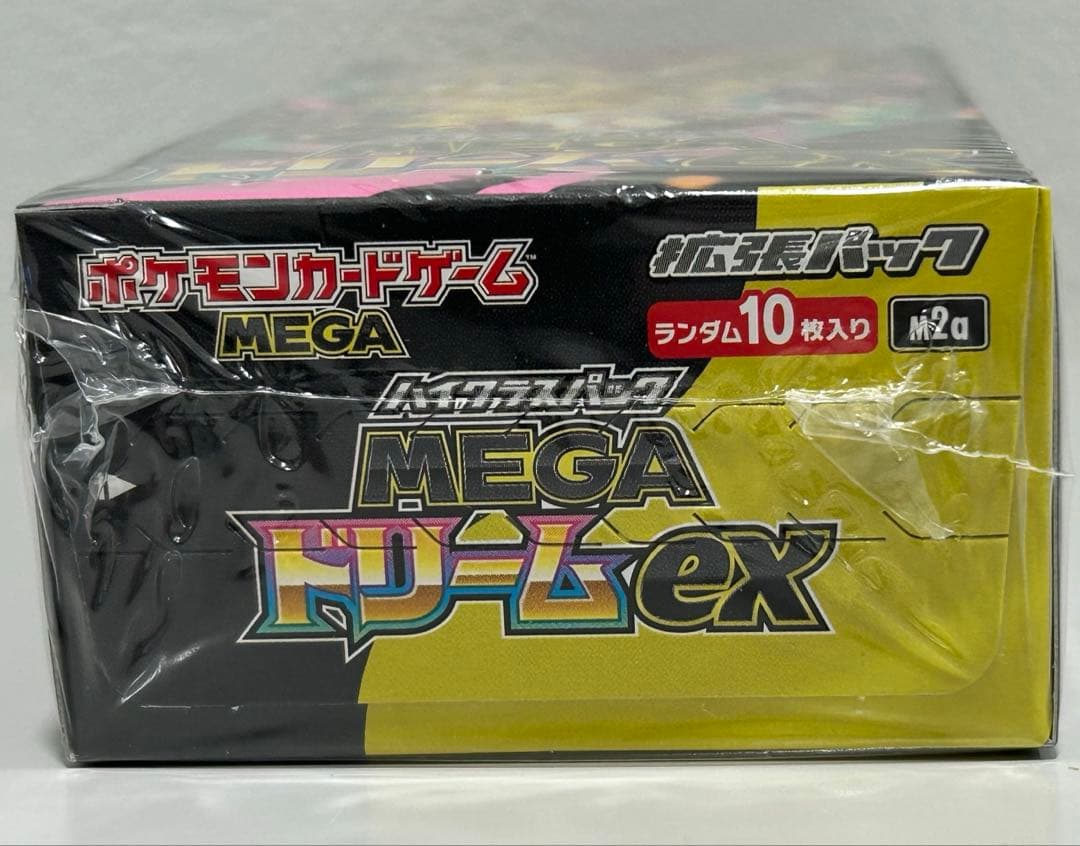 ポケモンカードゲーム™
MEGA
拡張パック
ランダム10枚入り
M2a
ハイクラスパック
MEGA
ドリームex